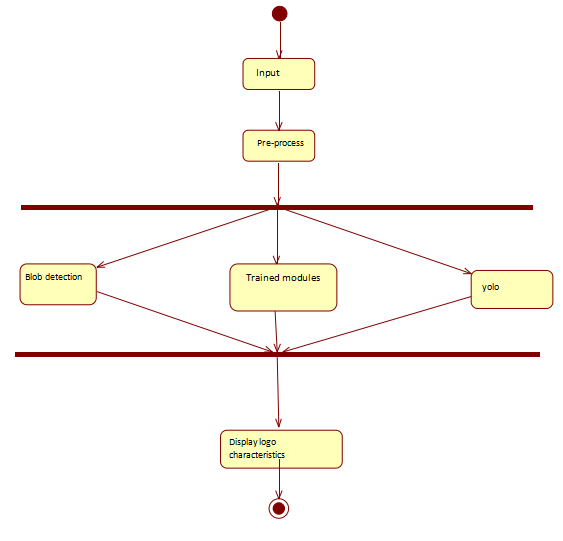 Input
Pre-process
Blob detection
Trained modules
yolo
Display logo
characteristics